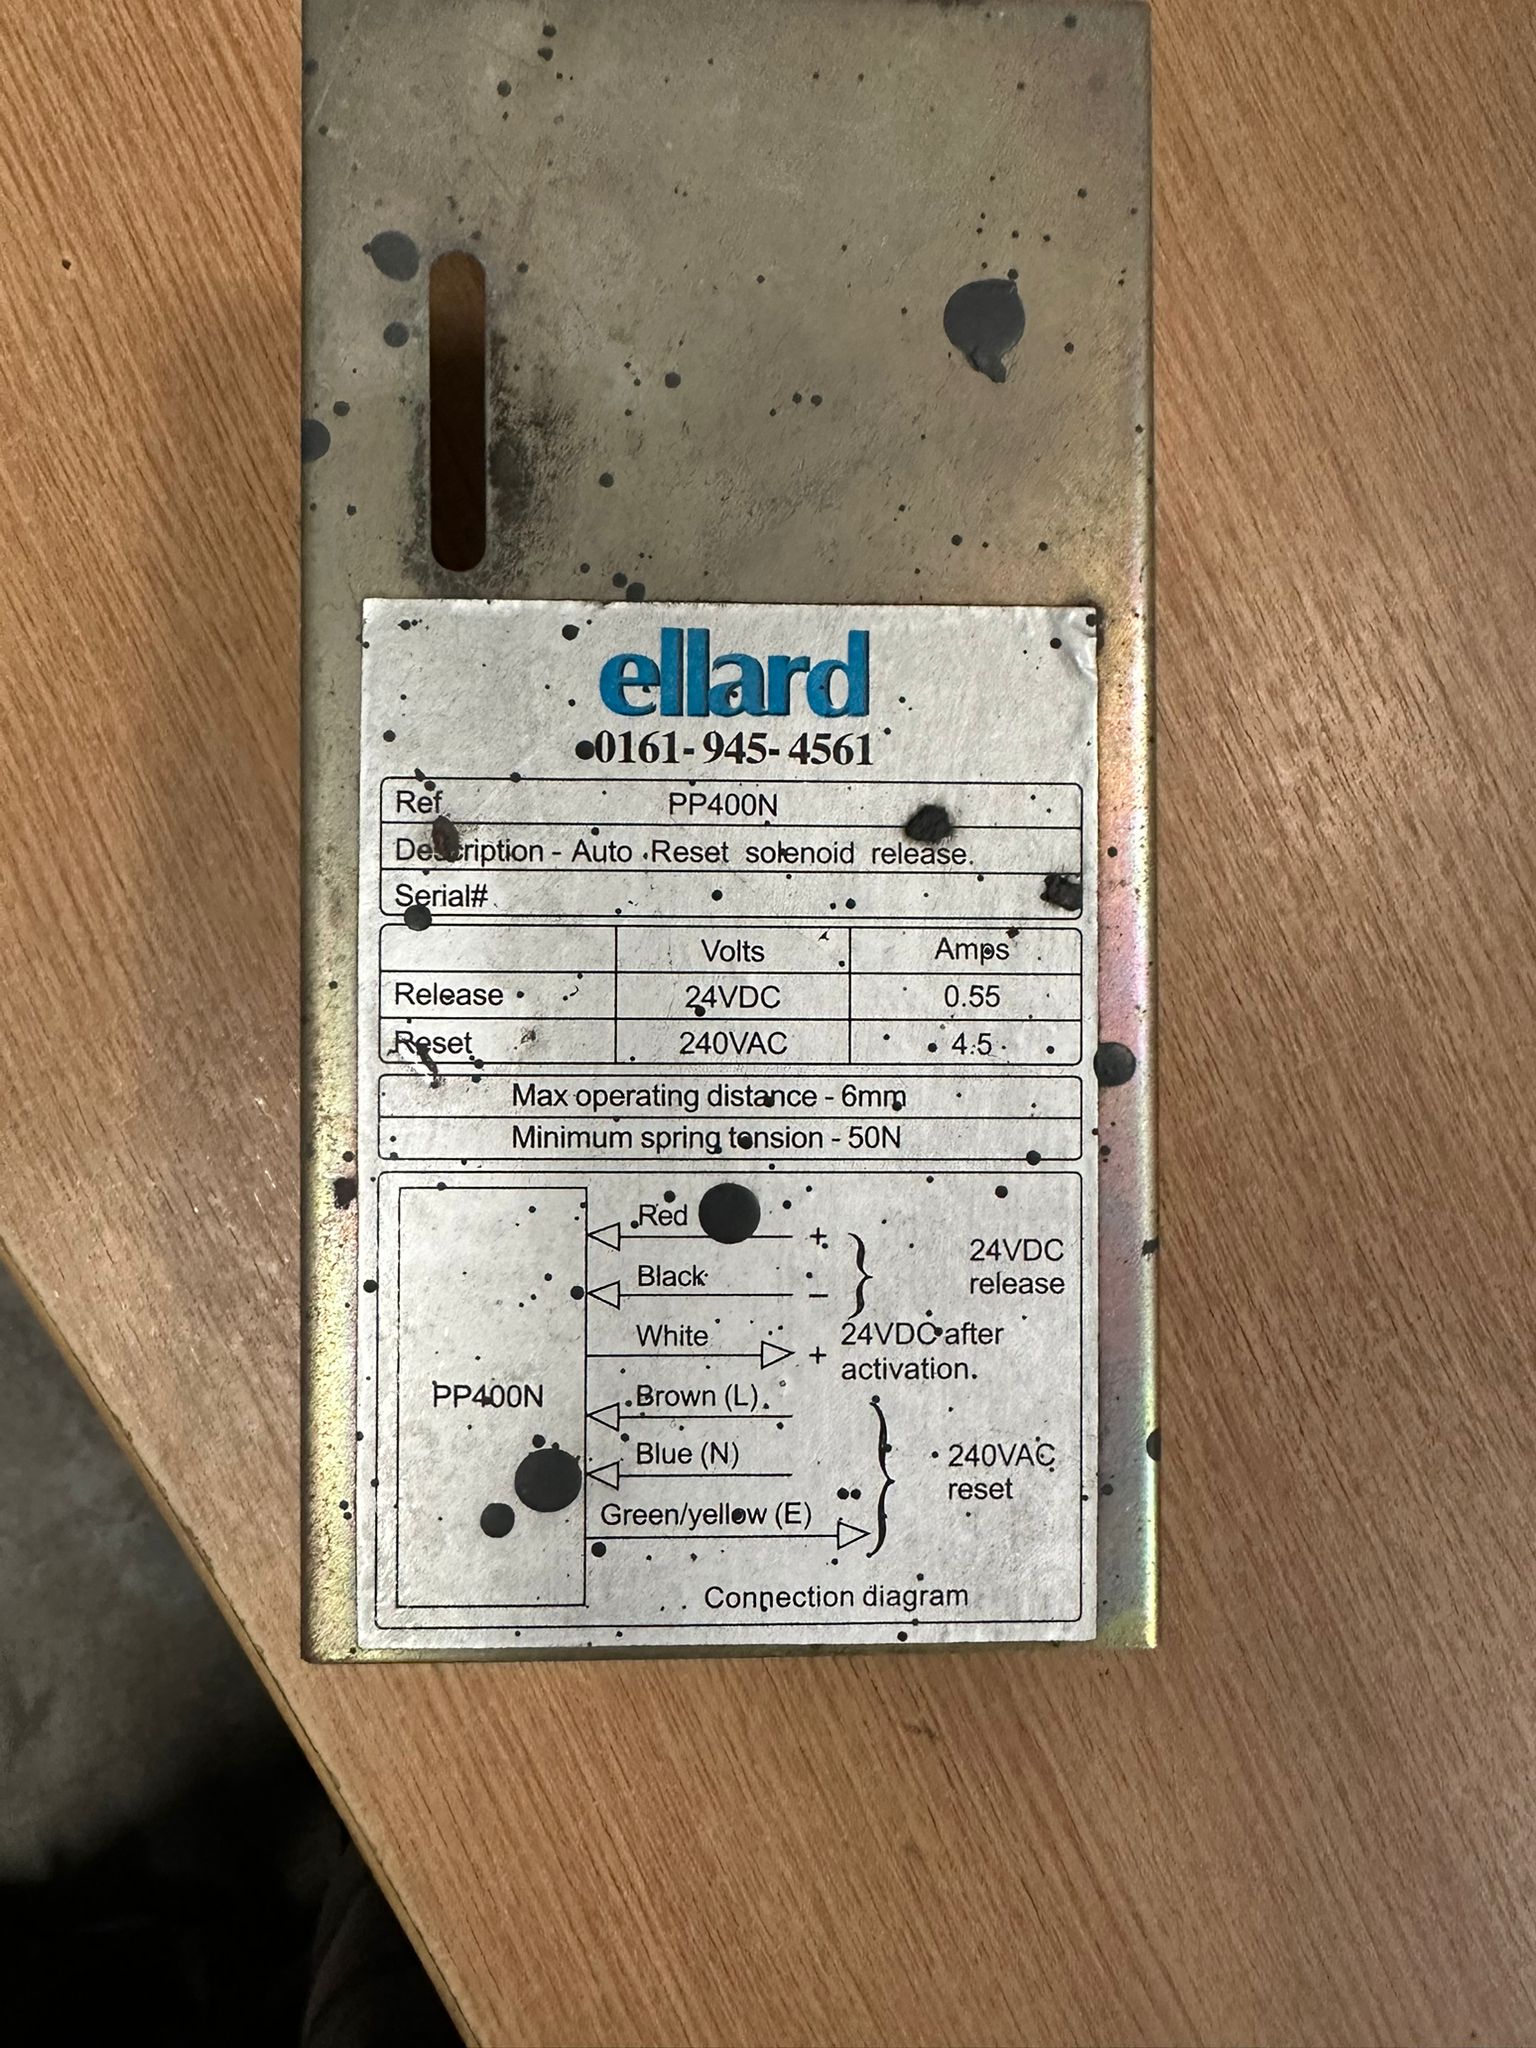 ellard
0161-945-4561
Ref PP400N
Description - Auto Reset solenoid release.
Serial#
Volts Amps
Release 24VDC 0.55
Reset 240VAC 4.5
Max operating distance - 6mm
Minimum spring tension - 50N
Red +
24VDC
release
Black -
White + 24VDC after
activation.
PP400N
Brown (L)
Blue (N)
240VAC
reset
Green/yellow (E)
Connection diagram